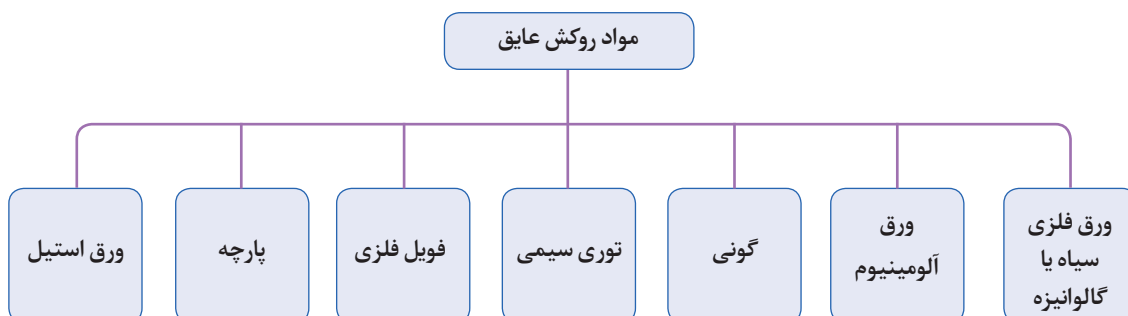 مواد روکش عایق
ورق فلزی
سیاه یا
گالوانیزه
ورق
آلومینیوم
گونی
توری سیمی
فویل فلزی
پارچه
ورق استیل